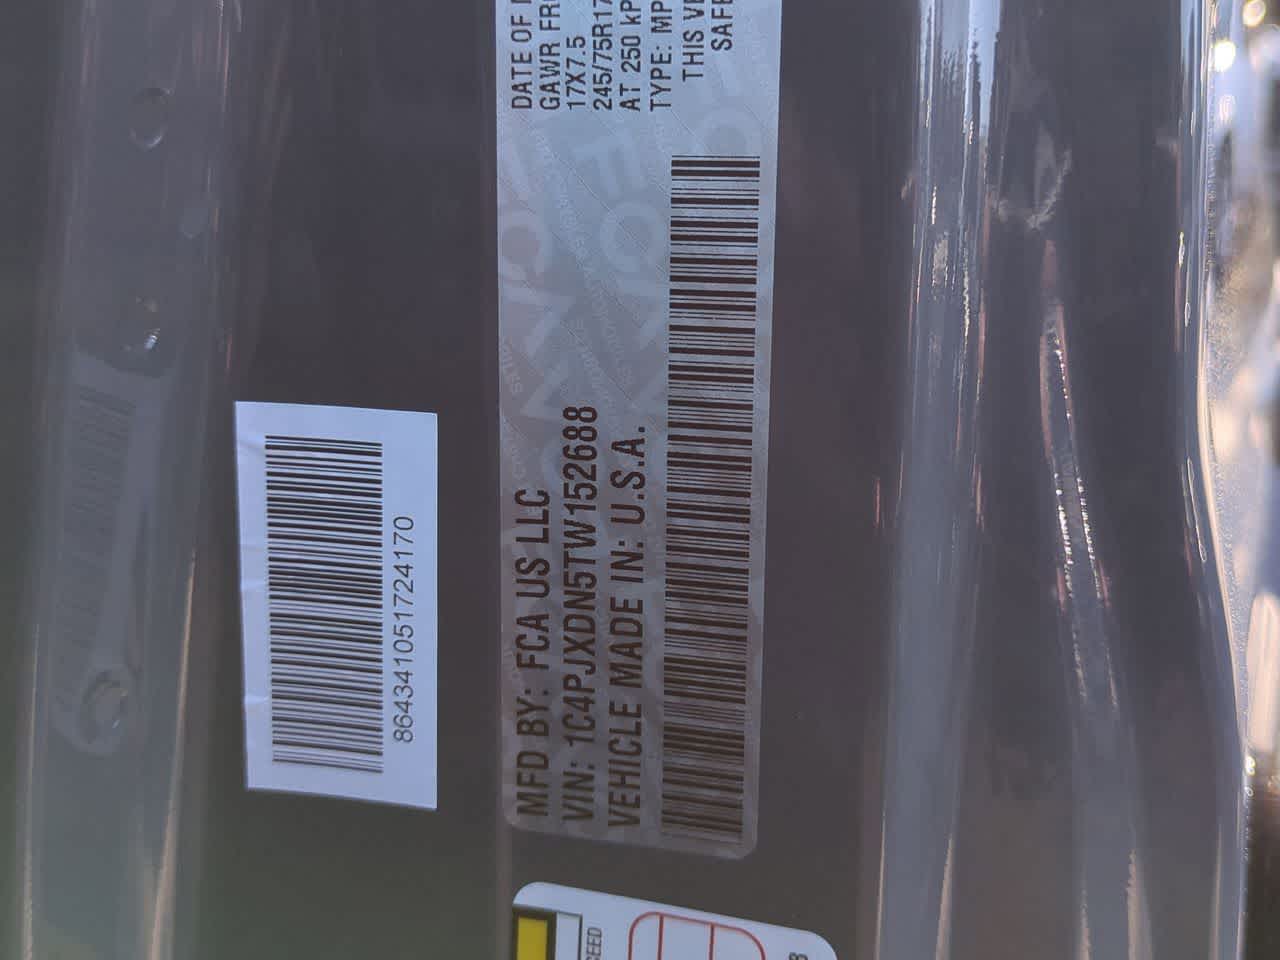 MFD BY: FCA US LLC
VIN: 1C4PJXDN5TW152688
VEHICLE MADE IN: U.S.A.
DATE OF
GAWR FR
17X7.5
245/75R17
AT 250 kP
TYPE: MP
THIS VE
SAFE
864341051724170